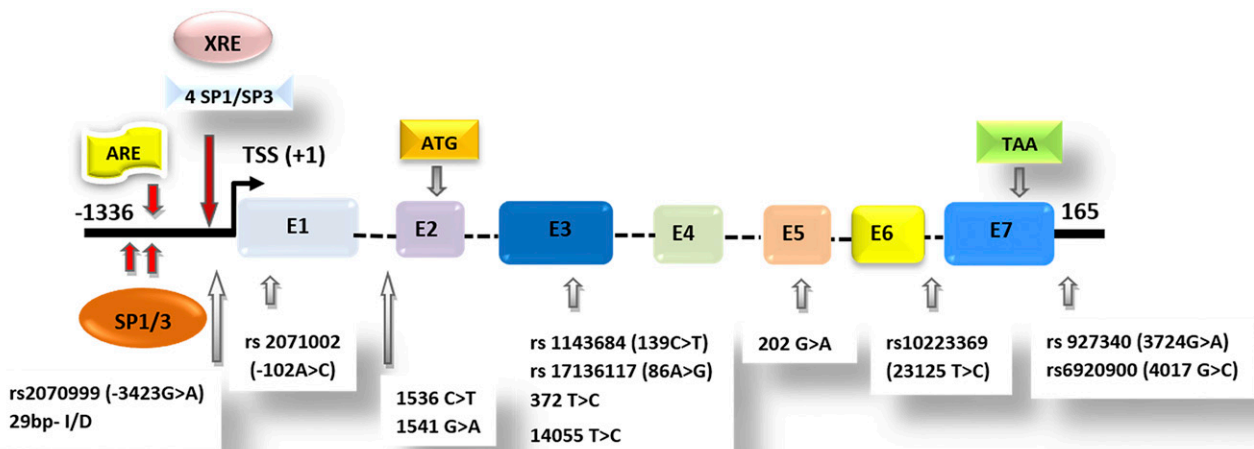 XRE
4 SP1/SP3
ARE
TSS (+1)
ATG
TAA
-1336
165
E1
E2
E3
E4
E5
E6
E7
SP1/3
rs2070999 (-3423G>A)
29bp- I/D
rs 2071002
(-102A>C)
1536 C>T
1541 G>A
rs 1143684 (139C>T)
rs 17136117 (86A>G)
372 T>C
14055 T>C
202 G>A
rs10223369
(23125 T>C)
rs 927340 (3724G>A)
rs6920900 (4017 G>C)